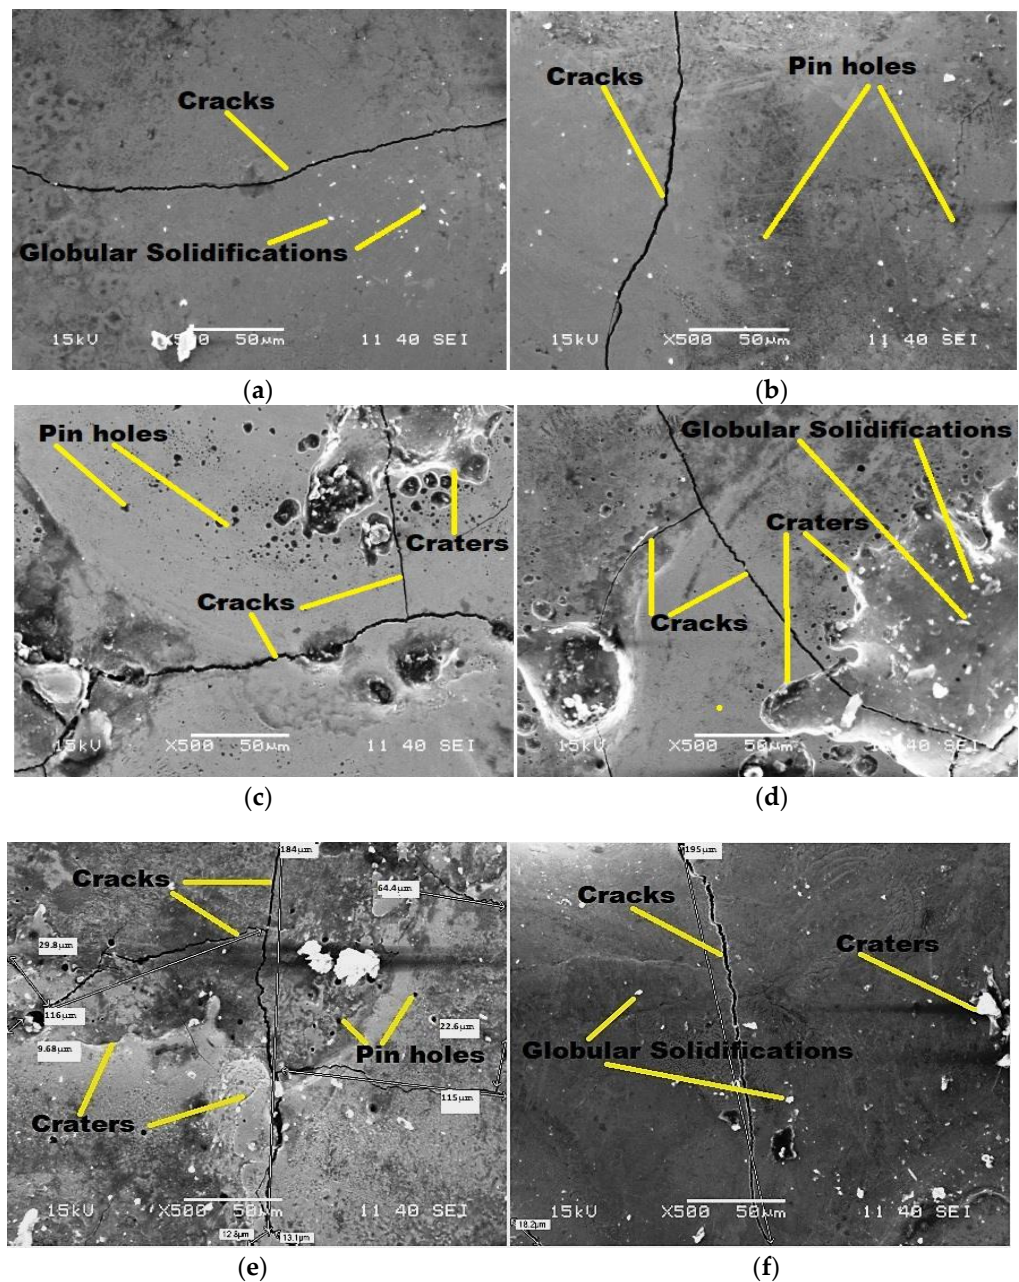 Cracks
Globular Solidifications
15kV X500 50µm 11 40 SEI
(a)
Cracks
Pin holes
15kV X500 50µm 11 40 SEI
(b)
Pin holes
Craters
Cracks
15kV X500 50µm 11 40 SEI
(c)
Globular Solidifications
Craters
Cracks
15kV X500 50µm 11 40 SEI
(d)
184µm
Cracks
64.4µm
29.8µm
116µm
22.6µm
9.68µm
Pin holes
115µm
Craters
50µm 11 40 SEI
12.8µm
13.1µm
(e)
195µm
Cracks
Craters
Globular Solidifications
15kV X500 50µm 11 40 SEI
18.2µm
(f)